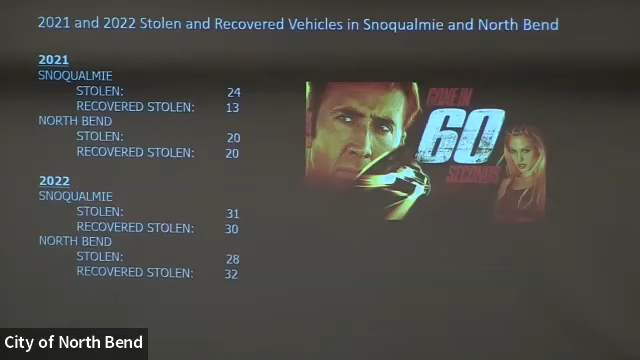 2021 and 2022 Stolen and Recovered Vehicles in Snoqualmie and North Bend
2021
SNOQUALMIE
STOLEN: 24
RECOVERED STOLEN: 13
NORTH BEND
STOLEN: 20
RECOVERED STOLEN: 20
2022
SNOQUALMIE
STOLEN: 31
RECOVERED STOLEN: 30
NORTH BEND
STOLEN: 28
RECOVERED STOLEN: 32
GONE IN
60
SECONDS
City of North Bend